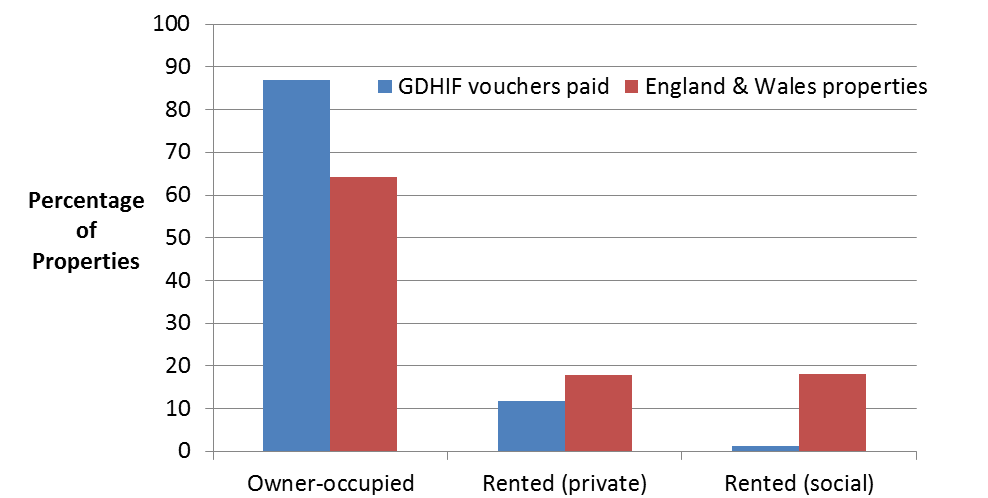 100
90
GDHIF vouchers paid England & Wales properties
80
70
60
50
40
30
20
10
0
Percentage
of
Properties
Owner-occupied Rented (private) Rented (social)